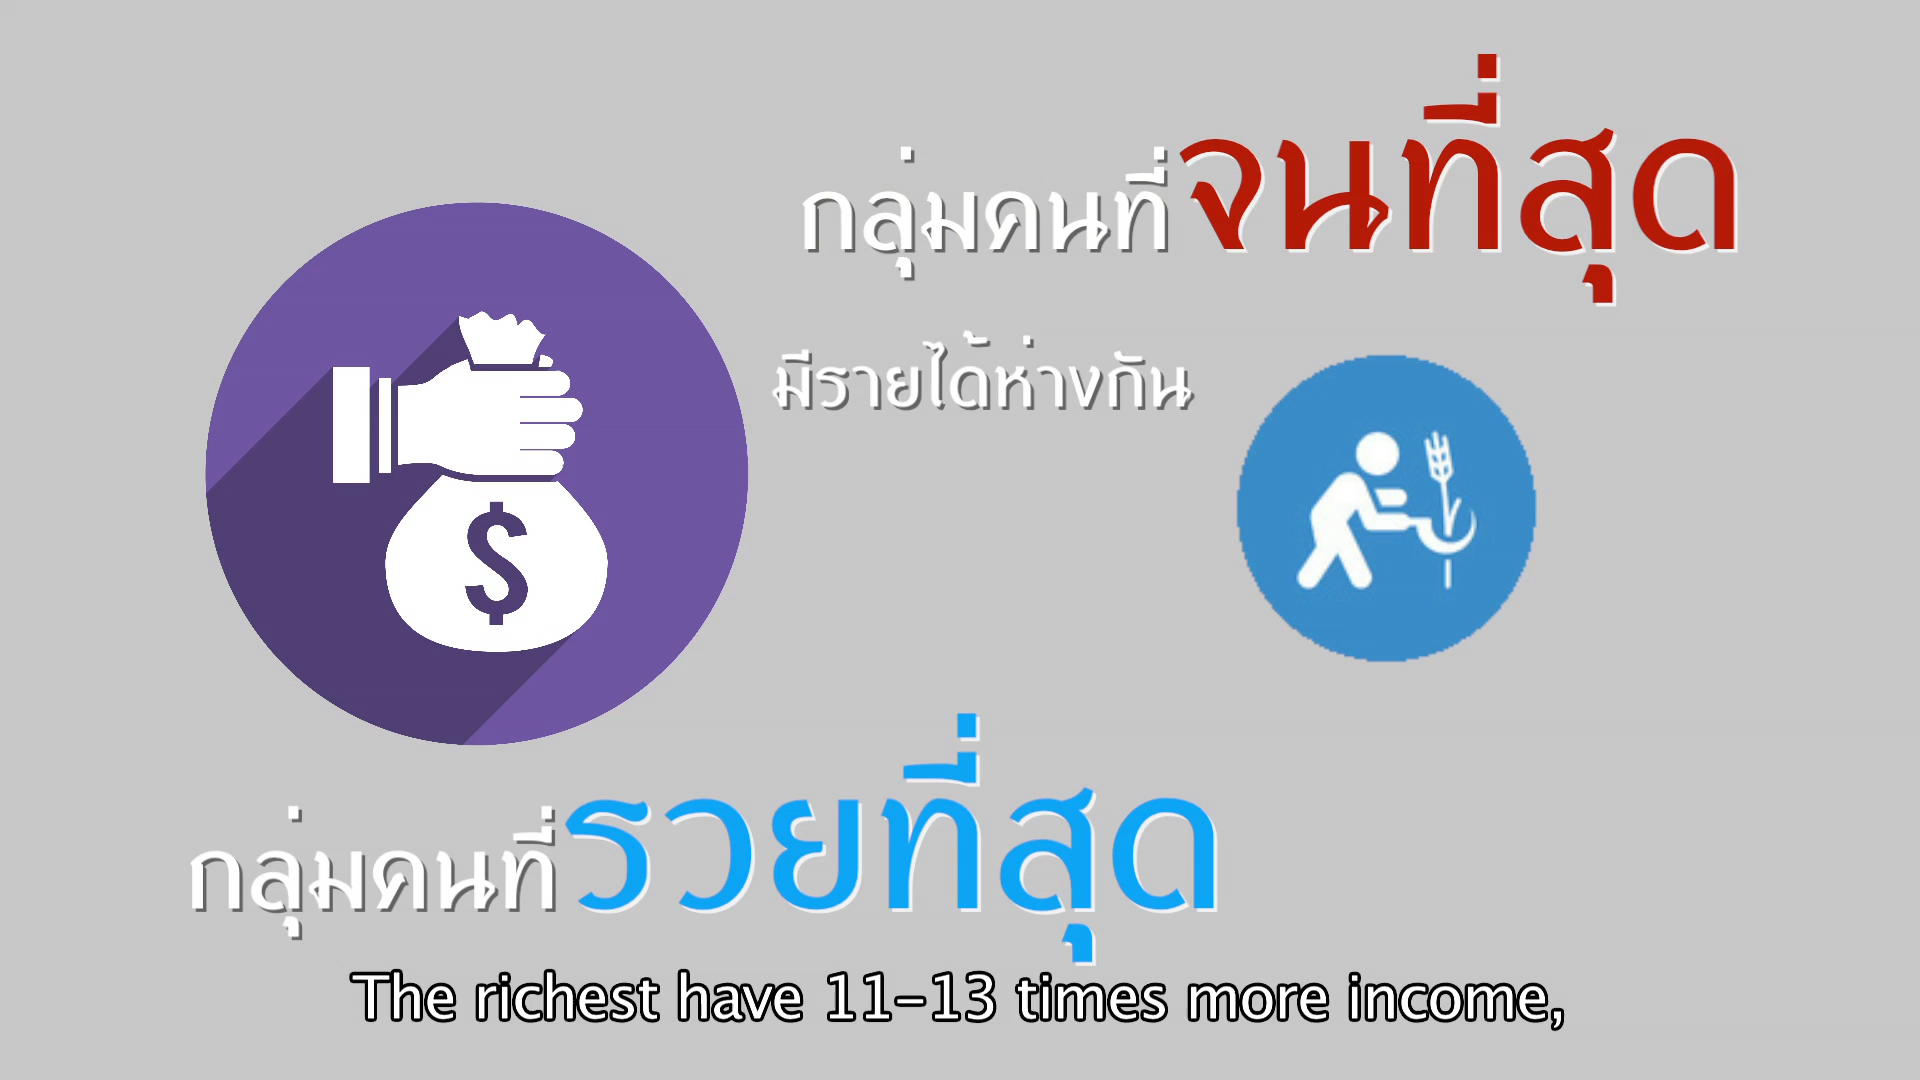 กลุ่มคนที่จนที่สุด
มีรายได้ห่างกัน
$
กลุ่มคนที่รวยที่สุด
The richest have 11-13 times more income,